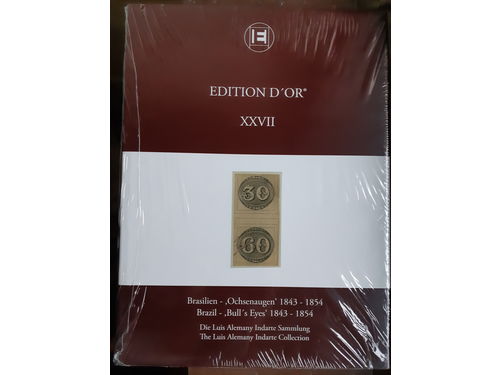 E
EDITION D´OR®
XXVII
30
60
Brasilien - ‚Ochsenaugen' 1843 - 1854
Brazil - ‚Bull´s Eyes' 1843 - 1854
Die Luis Alemany Indarte Sammlung
The Luis Alemany Indarte Collection